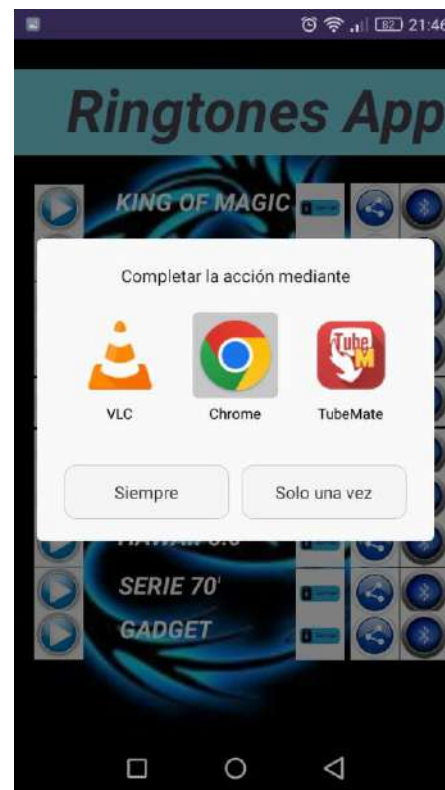 82 21:46
Ringtones App
KING OF MAGIC
Completar la acción mediante
VLC Chrome TubeMate
Siempre Solo una vez
SERIE 70'
GADGET